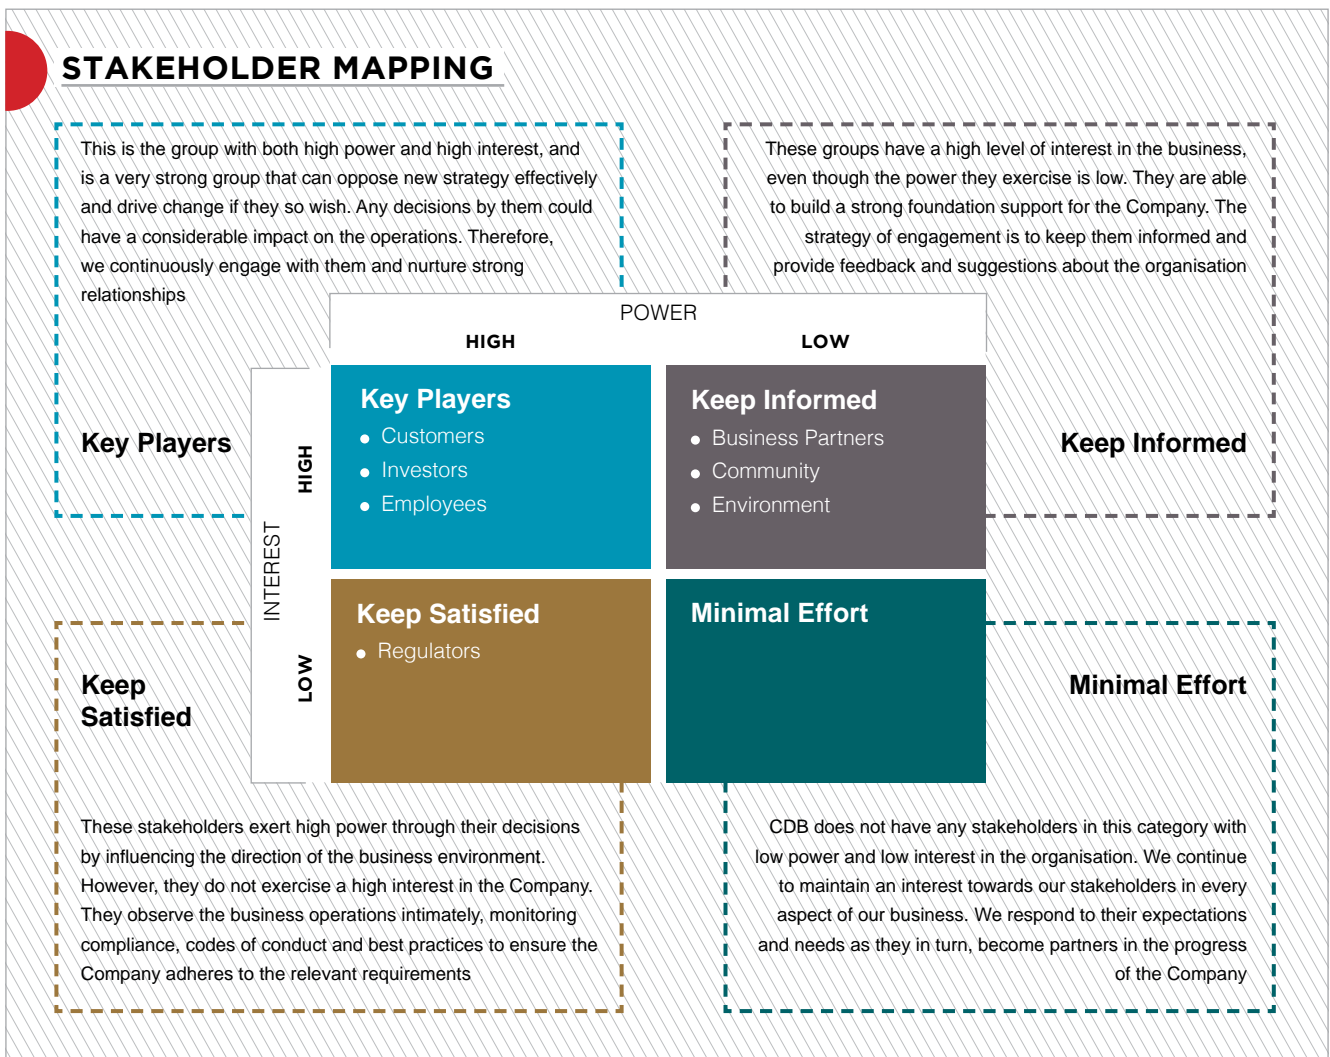 STAKEHOLDER MAPPING
This is the group with both high power and high interest, and
is a very strong group that can oppose new strategy effectively
and drive change if they so wish. Any decisions by them could
have a considerable impact on the operations. Therefore,
we continuously engage with them and nurture strong
relationships
Key Players
These groups have a high level of interest in the business,
even though the power they exercise is low. They are able
to build a strong foundation support for the Company. The
strategy of engagement is to keep them informed and
provide feedback and suggestions about the organisation
Keep Informed
POWER
HIGH
LOW
INTEREST
HIGH
LOW
Key Players
Customers
Investors
Employees
Keep Informed
Business Partners
Community
Environment
Keep Satisfied
Regulators
Minimal Effort
Keep
Satisfied
These stakeholders exert high power through their decisions
by influencing the direction of the business environment.
However, they do not exercise a high interest in the Company.
They observe the business operations intimately, monitoring
compliance, codes of conduct and best practices to ensure the
Company adheres to the relevant requirements
Minimal Effort
CDB does not have any stakeholders in this category with
low power and low interest in the organisation. We continue
to maintain an interest towards our stakeholders in every
aspect of our business. We respond to their expectations
and needs as they in turn, become partners in the progress
of the Company